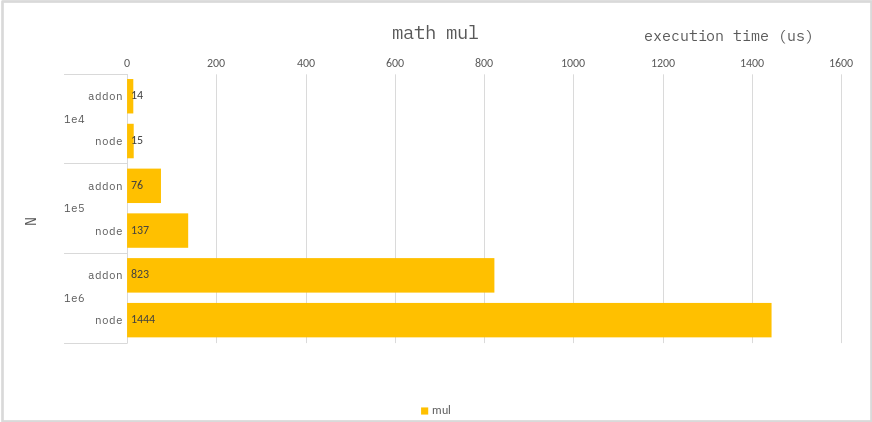 math mul
execution time (us)
0 200 400 600 800 1000 1200 1400 1600
N
1e4
addon 14
node 15
1e5
addon 76
node 137
1e6
addon 823
node 1444
mul